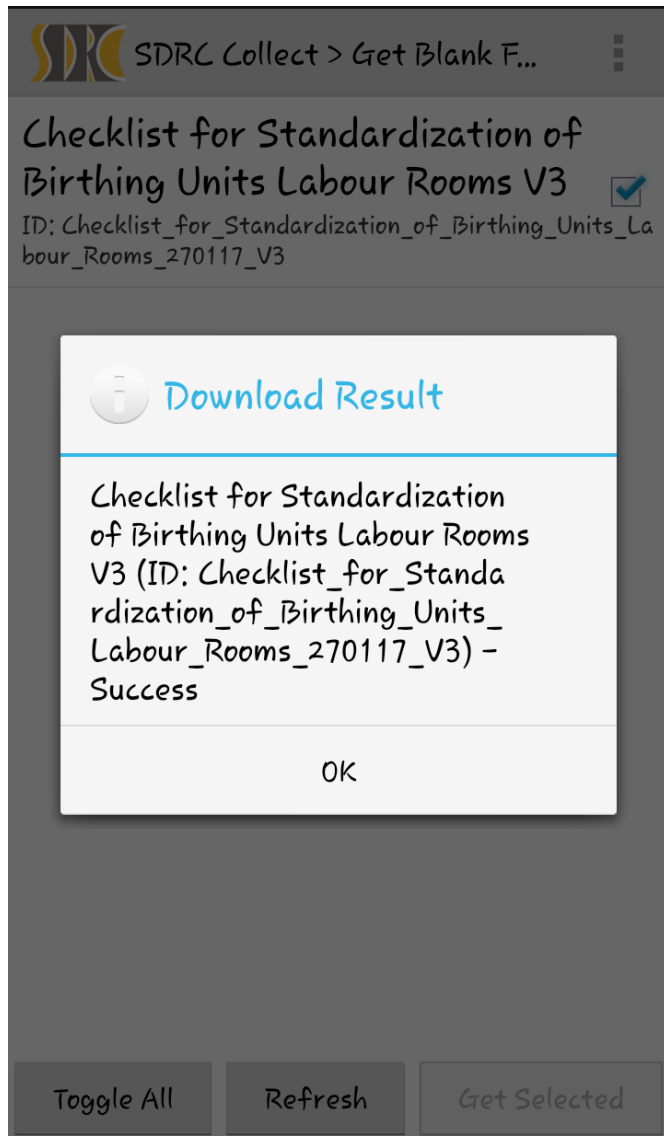 SDRC
SDRC Collect > Get Blank F...
Checklist for Standardization of
Birthing Units Labour Rooms V3
ID: Checklist_for_Standardization_of_Birthing_Units_La
bour_Rooms_270117_V3
Download Result
Checklist for Standardization
of Birthing Units Labour Rooms
V3 (ID: Checklist_for_Standa
rdization_of_Birthing_Units_
Labour_Rooms_270117_V3) -
Success
OK
Toggle All
Refresh
Get Selected